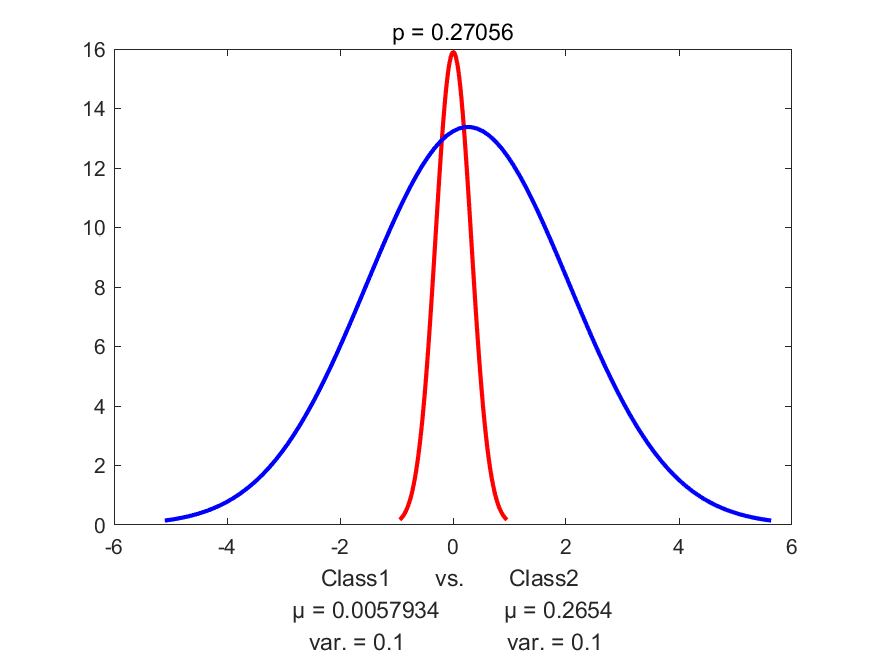 p = 0.27056
16
14
12
10
8
6
4
2
0
-6 -4 -2 0 2 4 6
Class1 vs. Class2
μ = 0.0057934 μ = 0.2654
var. = 0.1 var. = 0.1